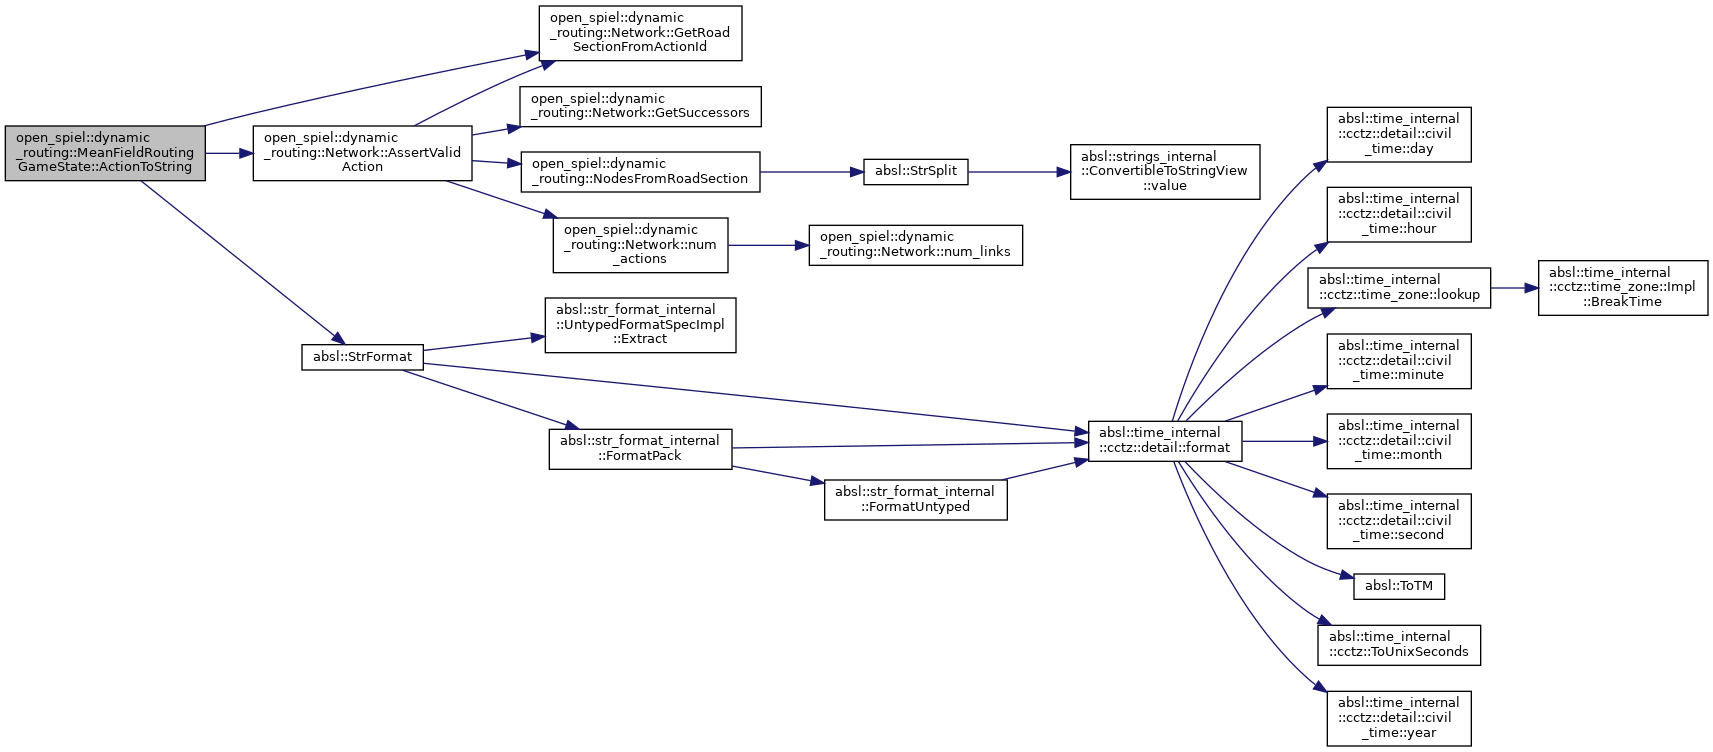 open_spiel::dynamic
_routing::MeanFieldRouting
GameState::ActionToString
open_spiel::dynamic
_routing::Network::GetRoad
SectionFromActionId
open_spiel::dynamic
_routing::Network::AssertValid
Action
open_spiel::dynamic
_routing::Network::GetSuccessors
open_spiel::dynamic
_routing::NodesFromRoadSection
absl::StrSplit
absl::strings_internal
::ConvertibleToStringView
::value
open_spiel::dynamic
_routing::Network::num
_actions
open_spiel::dynamic
_routing::Network::num_links
absl::StrFormat
absl::str_format_internal
::UntypedFormatSpecImpl
::Extract
absl::str_format_internal
::FormatPack
absl::str_format_internal
::FormatUntyped
absl::time_internal
::cctz::detail::format
absl::time_internal
::cctz::detail::civil
_time::day
absl::time_internal
::cctz::detail::civil
_time::hour
absl::time_internal
::cctz::time_zone::lookup
absl::time_internal
::cctz::time_zone::Impl
::BreakTime
absl::time_internal
::cctz::detail::civil
_time::minute
absl::time_internal
::cctz::detail::civil
_time::month
absl::time_internal
::cctz::detail::civil
_time::second
absl::ToTM
absl::time_internal
::cctz::ToUnixSeconds
absl::time_internal
::cctz::detail::civil
_time::year